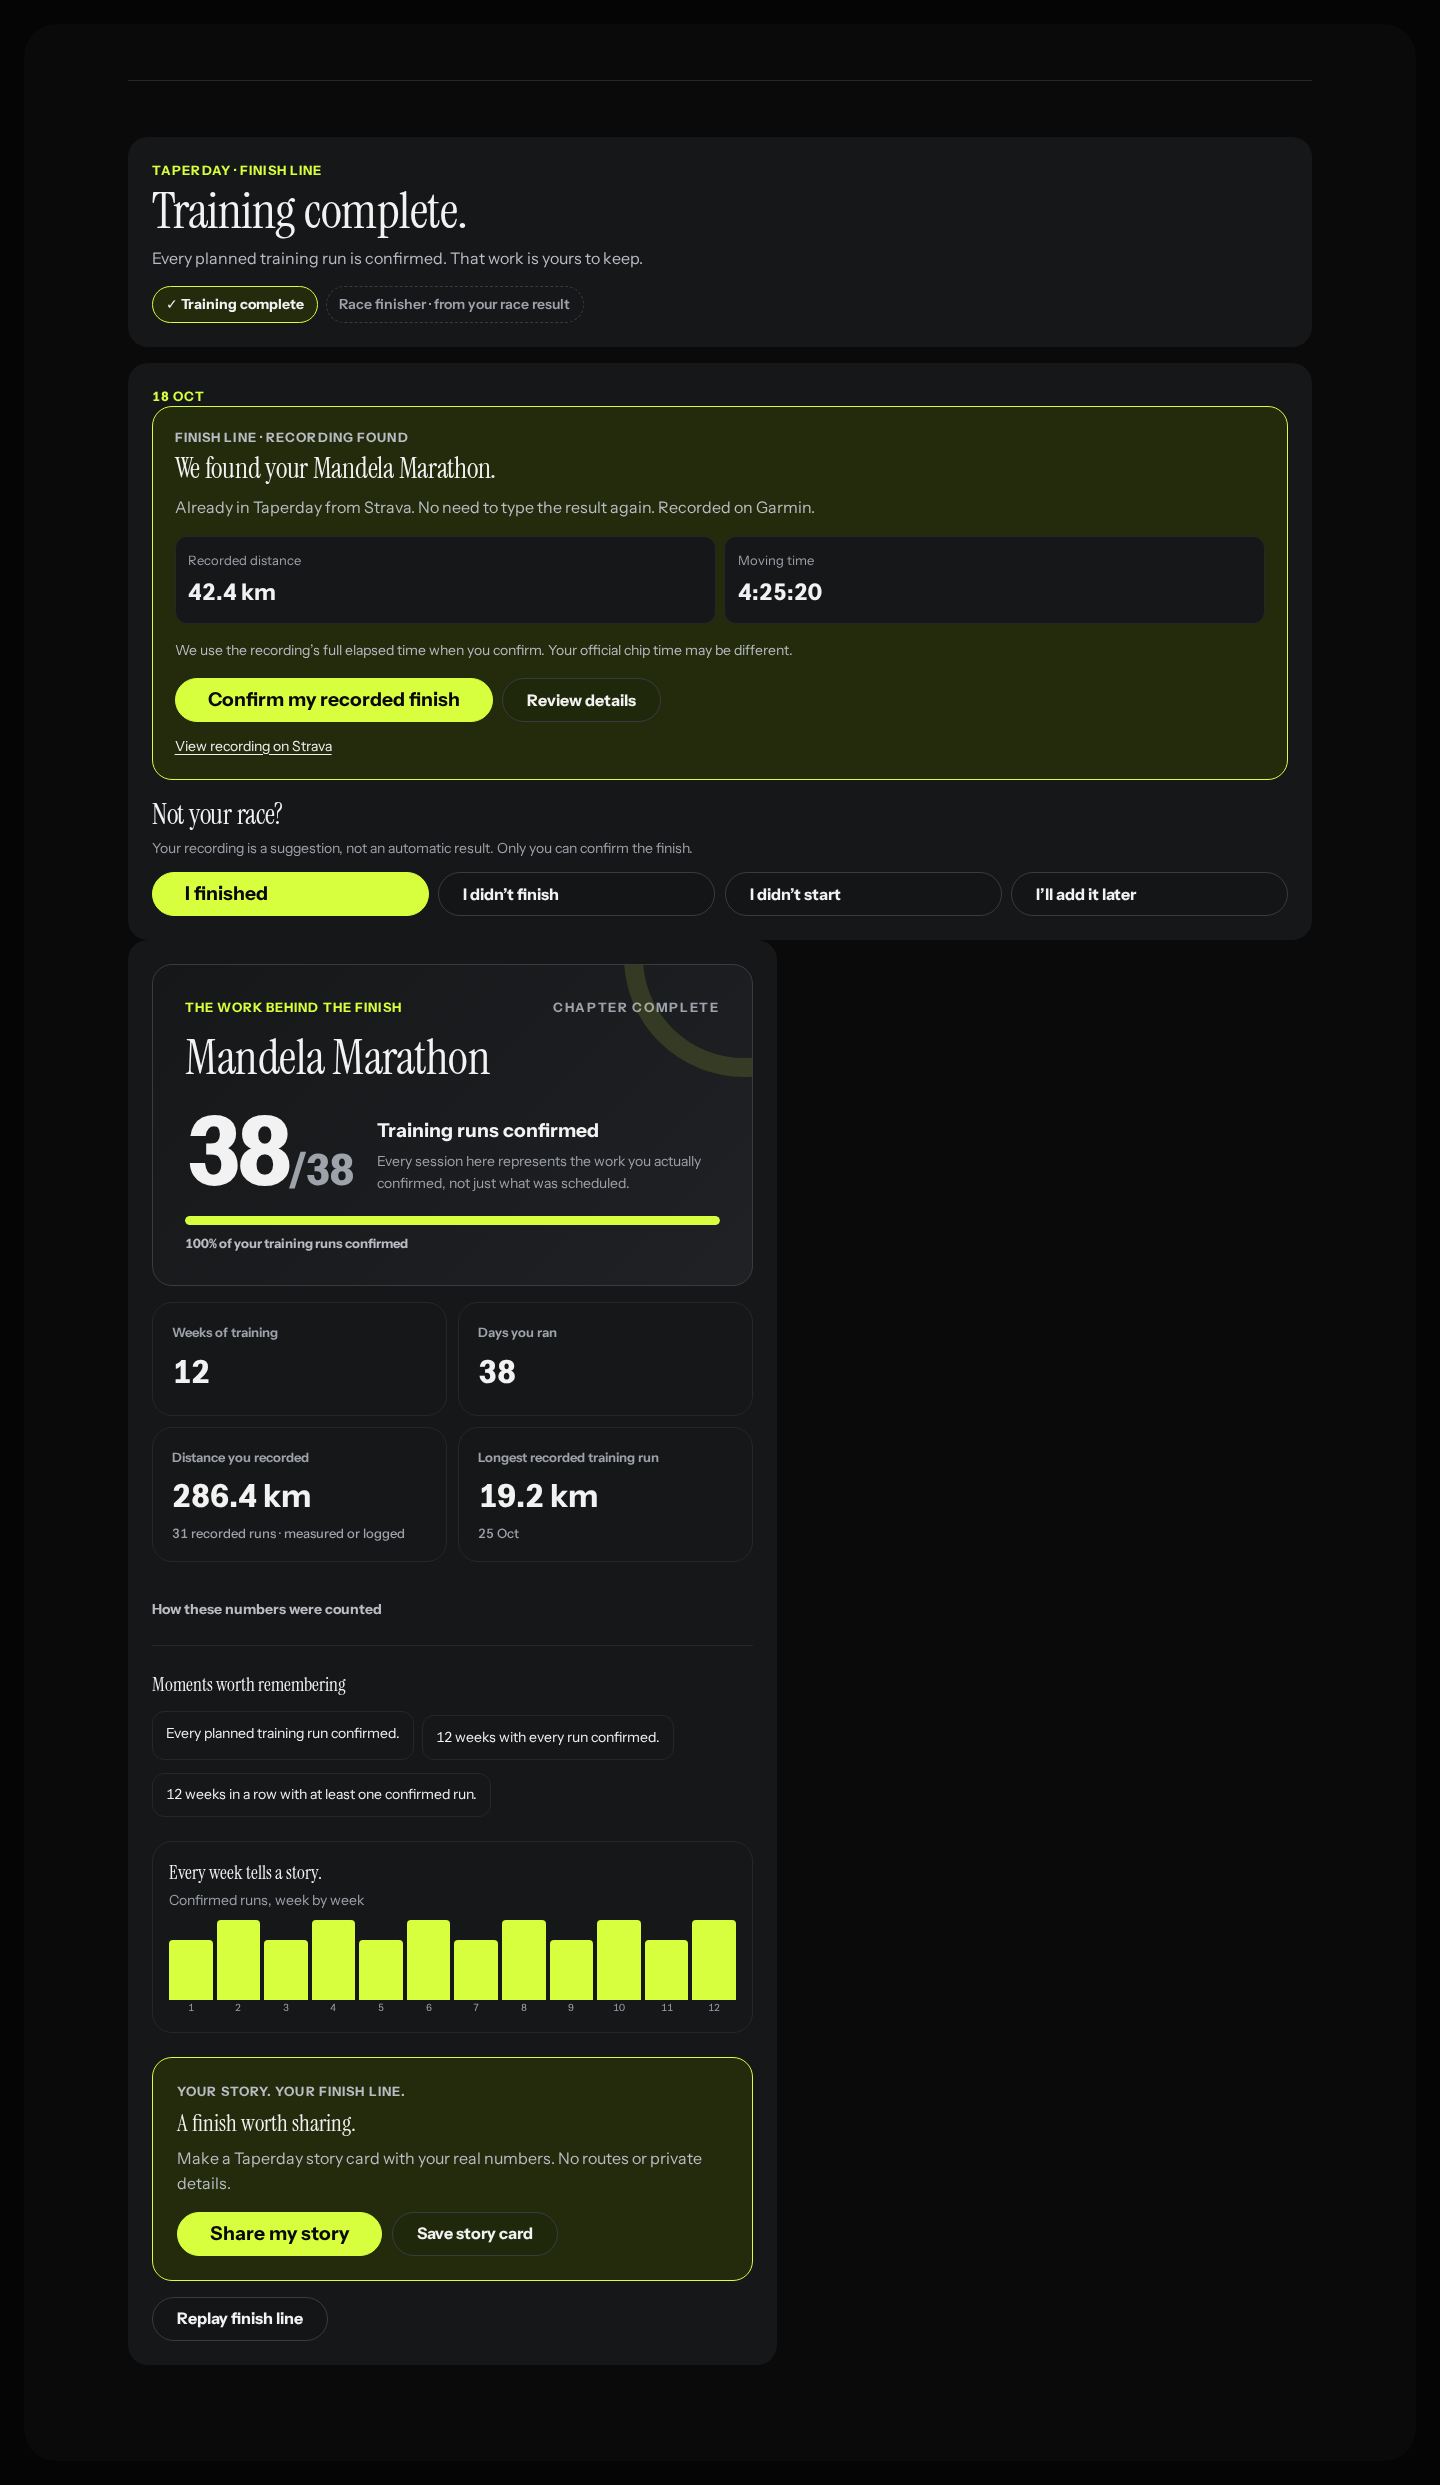 TAPERDAY · FINISH LINE
Training complete.
Every planned training run is confirmed. That work is yours to keep.
✓ Training complete
Race finisher · from your race result
18 OCT
FINISH LINE · RECORDING FOUND
We found your Mandela Marathon.
Already in Taperday from Strava. No need to type the result again. Recorded on Garmin.
Recorded distance
42.4 km
Moving time
4:25:20
We use the recording’s full elapsed time when you confirm. Your official chip time may be different.
Confirm my recorded finish
Review details
View recording on Strava
Not your race?
Your recording is a suggestion, not an automatic result. Only you can confirm the finish.
I finished
I didn’t finish
I didn’t start
I’ll add it later
THE WORK BEHIND THE FINISH
CHAPTER COMPLETE
Mandela Marathon
38/38
Training runs confirmed
Every session here represents the work you actually
confirmed, not just what was scheduled.
100% of your training runs confirmed
Weeks of training
12
Days you ran
38
Distance you recorded
286.4 km
31 recorded runs · measured or logged
Longest recorded training run
19.2 km
25 Oct
How these numbers were counted
Moments worth remembering
Every planned training run confirmed.
12 weeks with every run confirmed.
12 weeks in a row with at least one confirmed run.
Every week tells a story.
Confirmed runs, week by week
1 2 3 4 5 6 7 8 9 10 11 12
YOUR STORY. YOUR FINISH LINE.
A finish worth sharing.
Make a Taperday story card with your real numbers. No routes or private
details.
Share my story
Save story card
Replay finish line